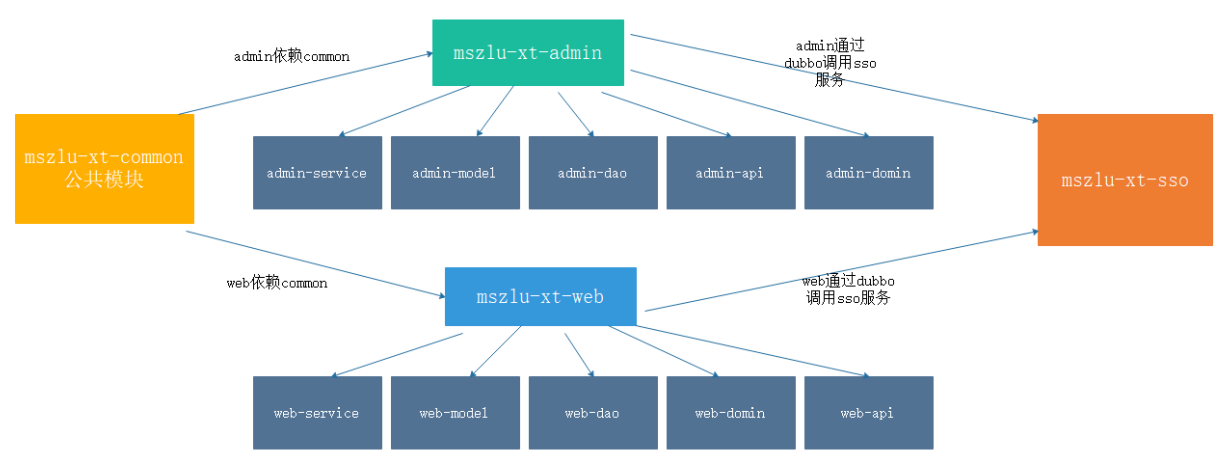 mszlu-xt-admin
admin依赖common
admin通过
dubbo调用sso
服务
mszlu-xt-common
公共模块
admin-service
admin-model
admin-dao
admin-api
admin-domin
mszlu-xt-sso
web依赖common
mszlu-xt-web
web通过dubbo
调用sso服务
web-service
web-model
web-dao
web-domin
web-api